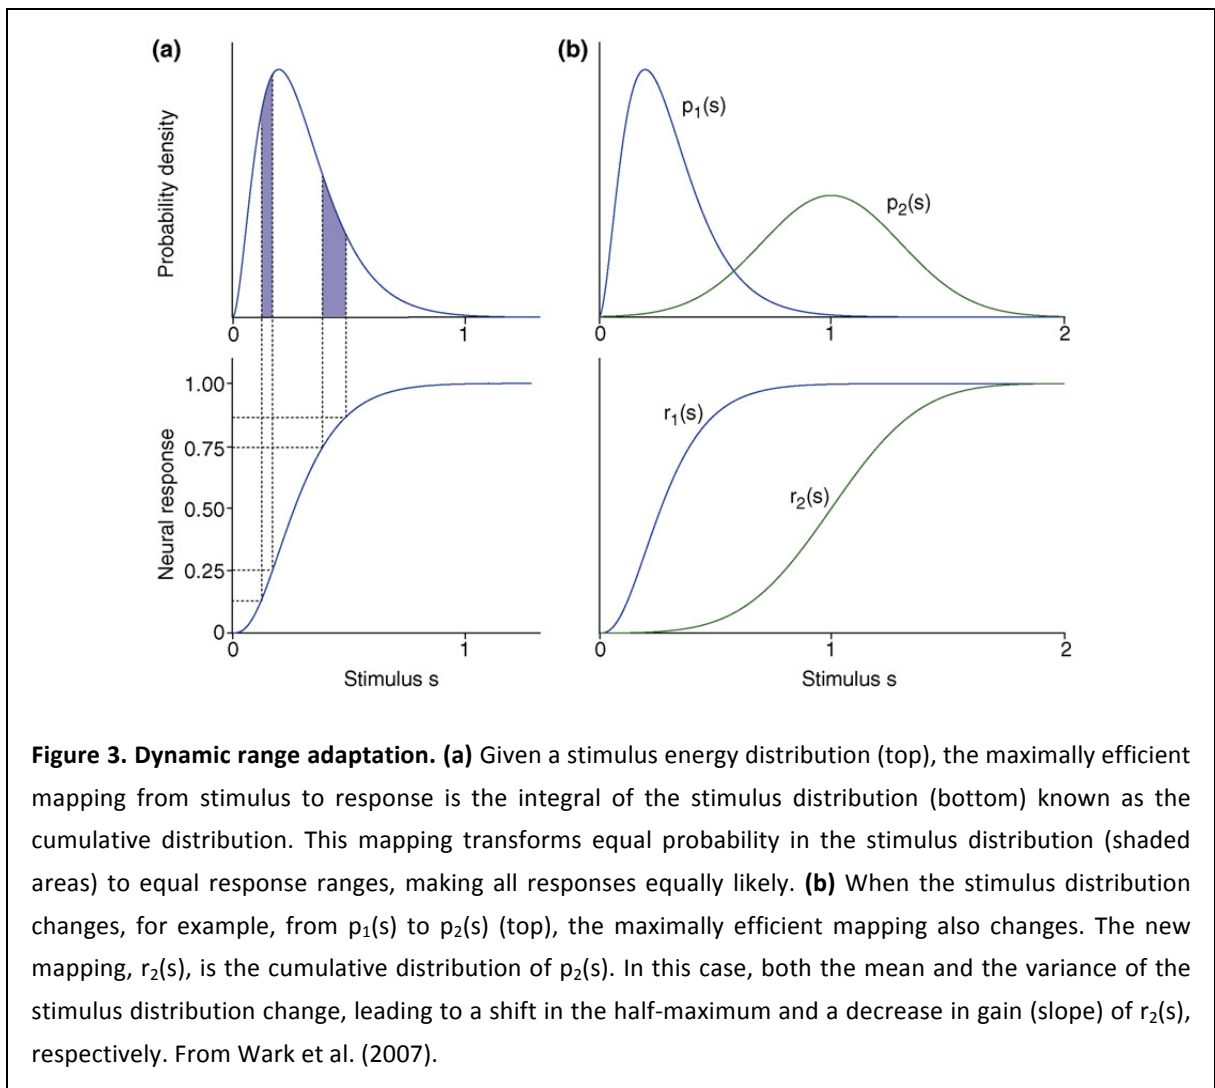 (a)
(b)
Probability density
p1(s)
p2(s)
0
1
0
1
2
Neural response
1.00
0.75
0.50
0.25
0
r1(s)
r2(s)
0
1
0
1
2
Stimulus s
Stimulus s
Figure 3. Dynamic range adaptation. (a) Given a stimulus energy distribution (top), the maximally efficient
mapping from stimulus to response is the integral of the stimulus distribution (bottom) known as the
cumulative distribution. This mapping transforms equal probability in the stimulus distribution (shaded
areas) to equal response ranges, making all responses equally likely. (b) When the stimulus distribution
changes, for example, from p1(s) to p2(s) (top), the maximally efficient mapping also changes. The new
mapping, r2(s), is the cumulative distribution of p2(s). In this case, both the mean and the variance of the
stimulus distribution change, leading to a shift in the half-maximum and a decrease in gain (slope) of r2(s),
respectively. From Wark et al. (2007).